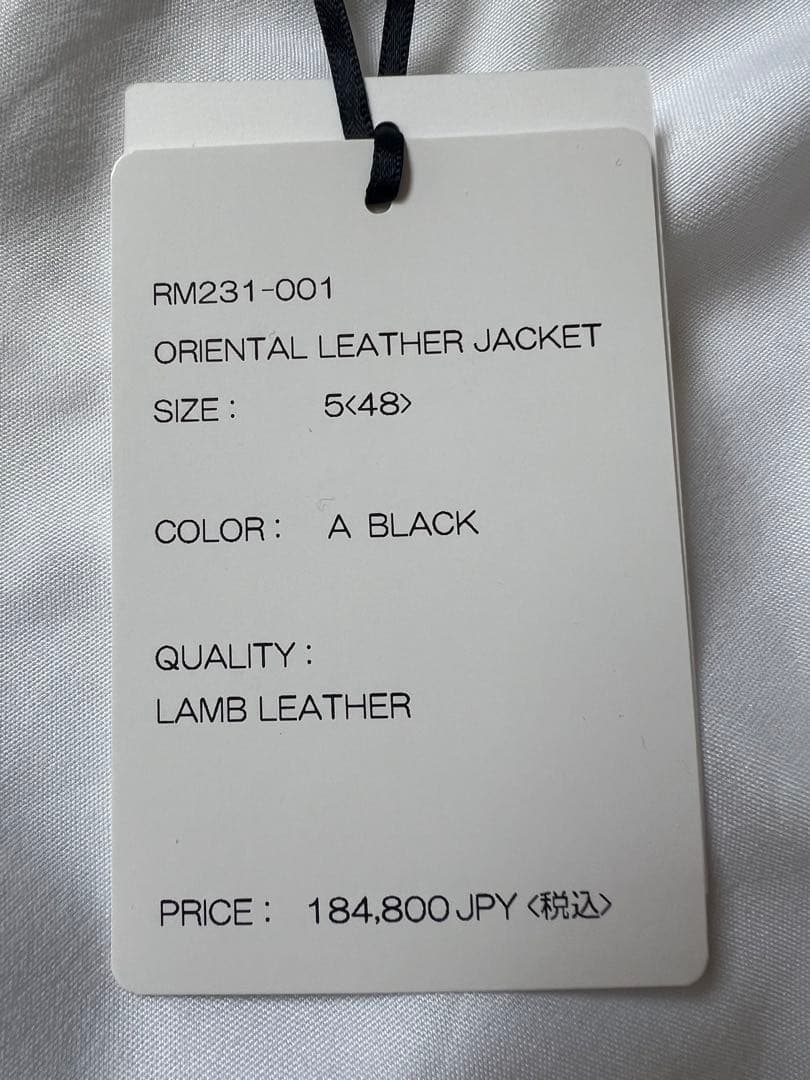 RM231-001
ORIENTAL LEATHER JACKET
SIZE : 5<48>
COLOR : A BLACK
QUALITY :
LAMB LEATHER
PRICE : 184,800 JPY <税込>